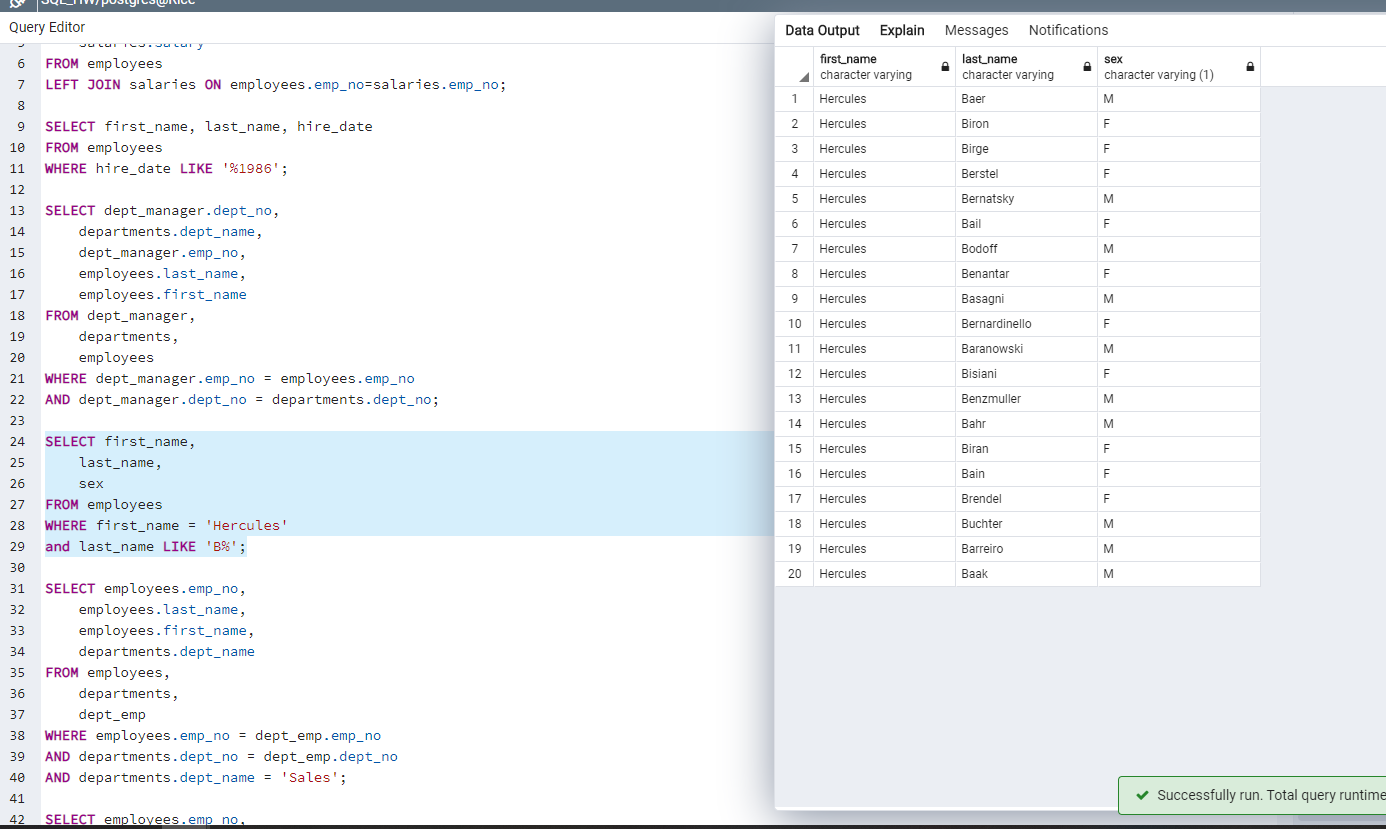 SQL_HW/postgres@Rice
Query Editor
5 salaries.salary
6 FROM employees
7 LEFT JOIN salaries ON employees.emp_no=salaries.emp_no;
8
9 SELECT first_name, last_name, hire_date
10 FROM employees
11 WHERE hire_date LIKE '%1986';
12
13 SELECT dept_manager.dept_no,
14 departments.dept_name,
15 dept_manager.emp_no,
16 employees.last_name,
17 employees.first_name
18 FROM dept_manager,
19 departments,
20 employees
21 WHERE dept_manager.emp_no = employees.emp_no
22 AND dept_manager.dept_no = departments.dept_no;
23
24 SELECT first_name,
25 last_name,
26 sex
27 FROM employees
28 WHERE first_name = 'Hercules'
29 and last_name LIKE 'B%';
30
31 SELECT employees.emp_no,
32 employees.last_name,
33 employees.first_name,
34 departments.dept_name
35 FROM employees,
36 departments,
37 dept_emp
38 WHERE employees.emp_no = dept_emp.emp_no
39 AND departments.dept_no = dept_emp.dept_no
40 AND departments.dept_name = 'Sales';
41
42 SELECT employees.emp_no,
Data Output Explain Messages Notifications
first_name last_name sex
character varying character varying character varying (1)
1 Hercules Baer M
2 Hercules Biron F
3 Hercules Birge F
4 Hercules Berstel F
5 Hercules Bernatsky M
6 Hercules Bail F
7 Hercules Bodoff M
8 Hercules Benantar F
9 Hercules Basagni M
10 Hercules Bernardinello F
11 Hercules Baranowski M
12 Hercules Bisiani F
13 Hercules Benzmuller M
14 Hercules Bahr M
15 Hercules Biran F
16 Hercules Bain F
17 Hercules Brendel F
18 Hercules Buchter M
19 Hercules Barreiro M
20 Hercules Baak M
Successfully run. Total query runtime